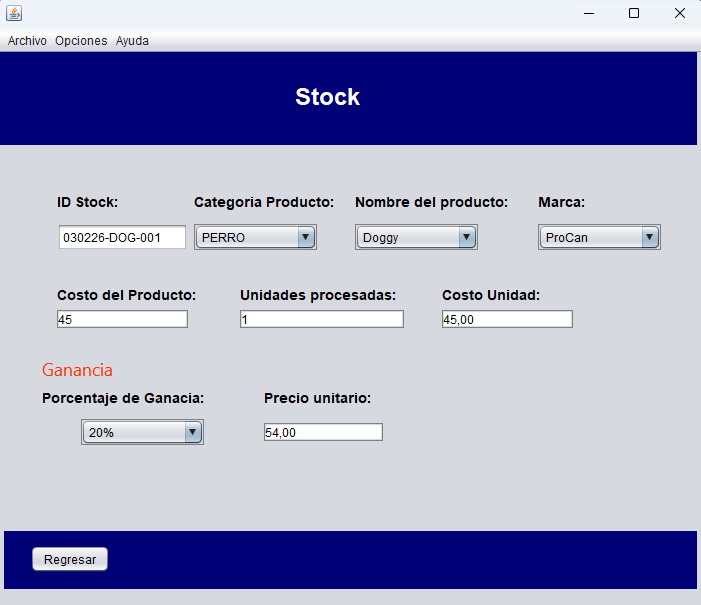 Archivo Opciones Ayuda
Stock
ID Stock: Categoria Producto: Nombre del producto: Marca:
030226-DOG-001 PERRO Doggy ProCan
Costo del Producto: Unidades procesadas: Costo Unidad:
45 1 45,00
Ganancia
Porcentaje de Ganacia: Precio unitario:
20% 54,00
Regresar